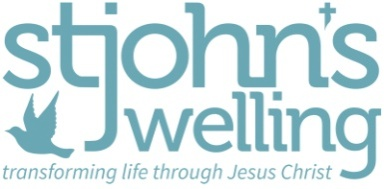 stjohn's
welling
transforming life through Jesus Christ